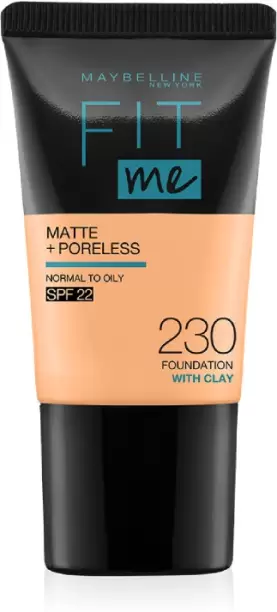 MAYBELLINE
NEW YORK
FIT
me
MATTE
+ PORELESS
NORMAL TO OILY
SPF 22
230
FOUNDATION
WITH CLAY